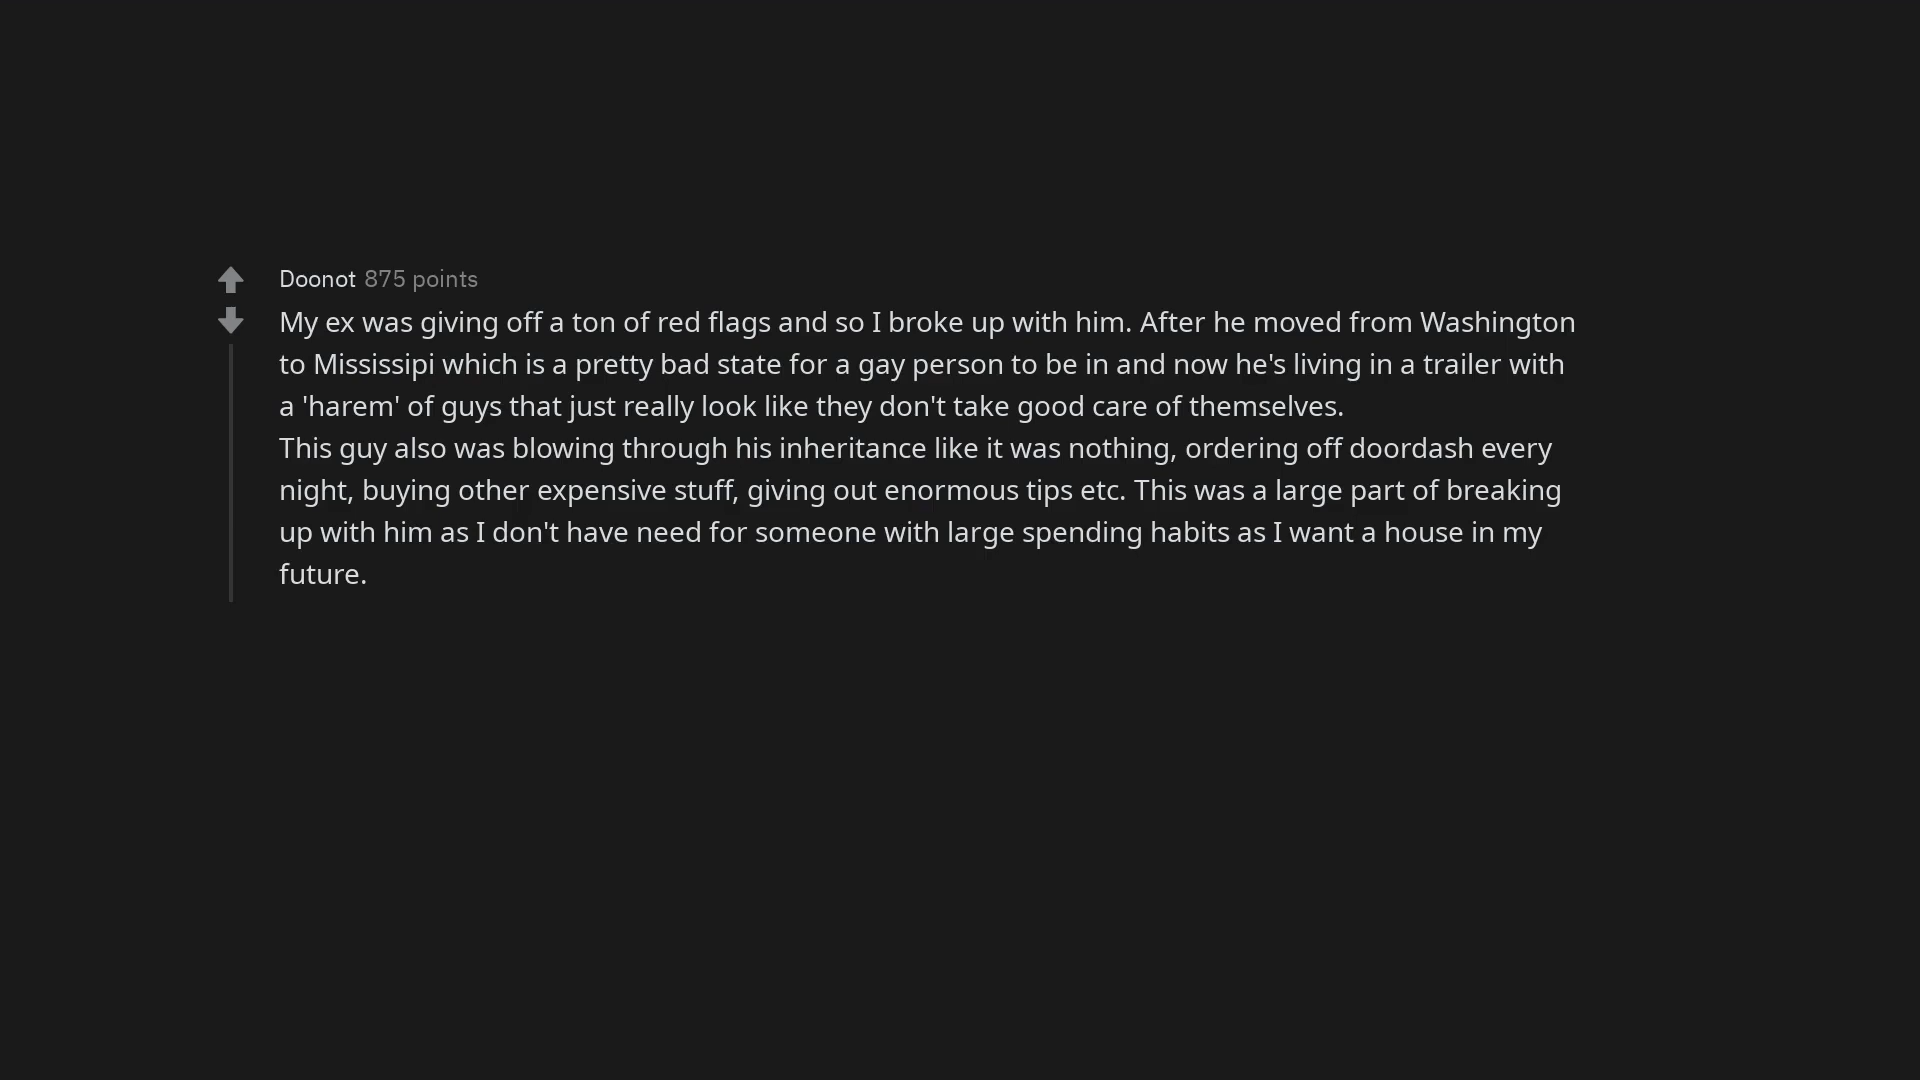 Doonot 875 points
My ex was giving off a ton of red flags and so I broke up with him. After he moved from Washington
to Mississipi which is a pretty bad state for a gay person to be in and now he's living in a trailer with
a 'harem' of guys that just really look like they don't take good care of themselves.
This guy also was blowing through his inheritance like it was nothing, ordering off doordash every
night, buying other expensive stuff, giving out enormous tips etc. This was a large part of breaking
up with him as I don't have need for someone with large spending habits as I want a house in my
future.